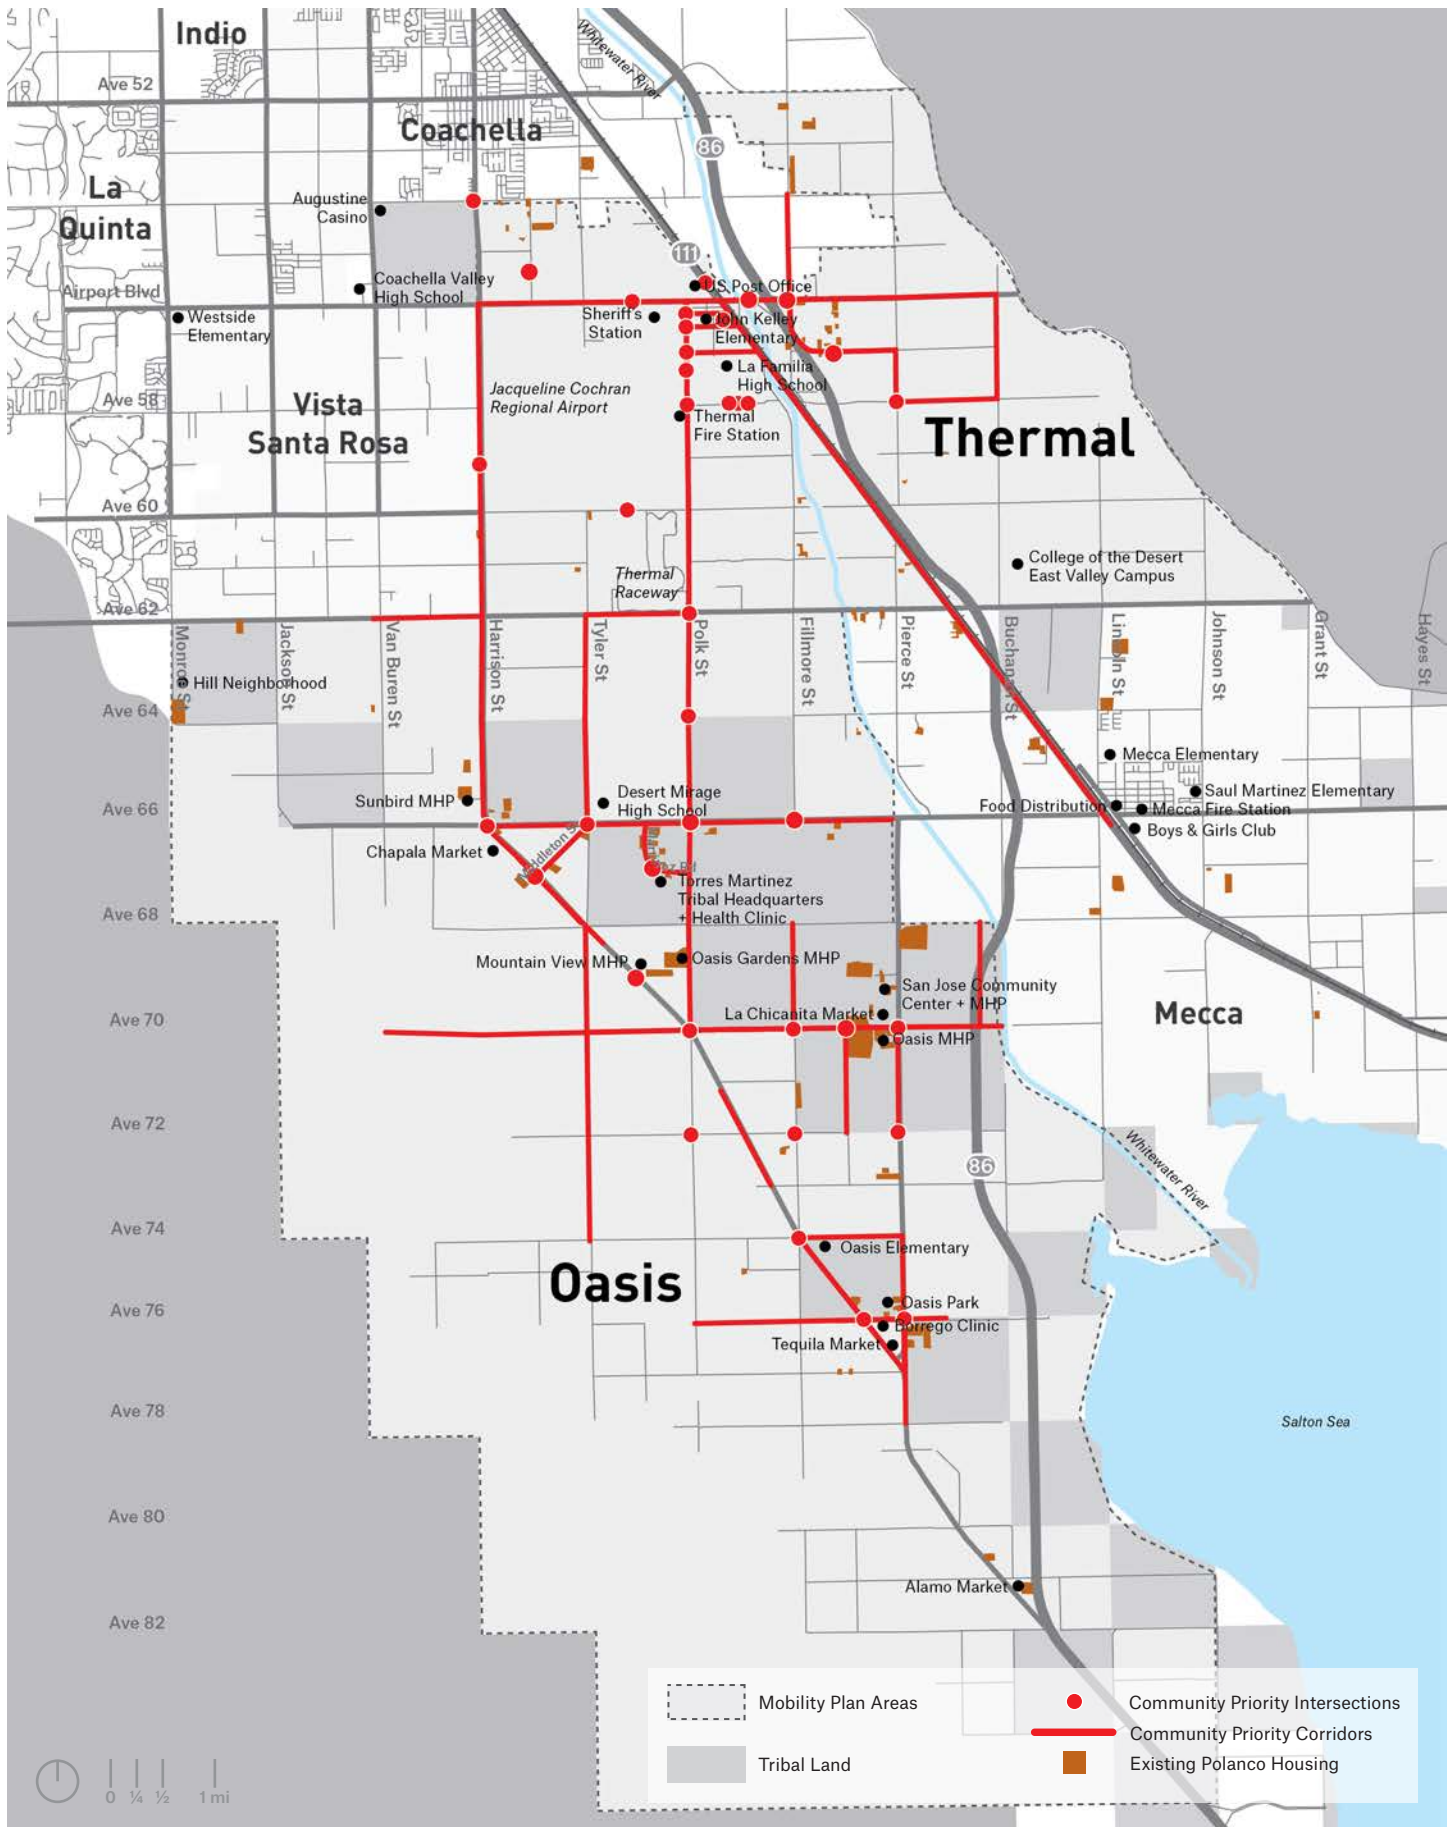 Indio
Whitewater River
Ave 52
Coachella
86
La
Quinta
Augustine
Casino
111
Coachella Valley
High School
US Post Office
Airport Blvd
Westside
Elementary
Sheriff's
Station
John Kelley
Elementary
La Familia
High School
Jacqueline Cochran
Regional Airport
Ave 58
Vista
Santa Rosa
Thermal
Fire Station
Thermal
Ave 60
College of the Desert
East Valley Campus
Thermal
Raceway
Ave 62
Monroe St
Jackson St
Van Buren St
Harrison St
Tyler St
Polk St
Fillmore St
Pierce St
Buchanan St
Lincoln St
Johnson St
Grant St
Hayes St
Hill Neighborhood
Ave 64
Mecca Elementary
Desert Mirage
High School
Saul Martinez Elementary
Sunbird MHP
Food Distribution
Mecca Fire Station
Ave 66
Boys & Girls Club
Middleton St
Chapala Market
Torres Martinez
Tribal Headquarters
+ Health Clinic
Ave 68
Mountain View MHP
Oasis Gardens MHP
San Jose Community
Center + MHP
La Chicanita Market
Mecca
Ave 70
Oasis MHP
Ave 72
86
Whitewater River
Ave 74
Oasis Elementary
Oasis
Ave 76
Oasis Park
Borrego Clinic
Tequila Market
Ave 78
Salton Sea
Ave 80
Alamo Market
Ave 82
Mobility Plan Areas
Community Priority Intersections
Community Priority Corridors
Tribal Land
Existing Polanco Housing
0 ¼ ½ 1 mi